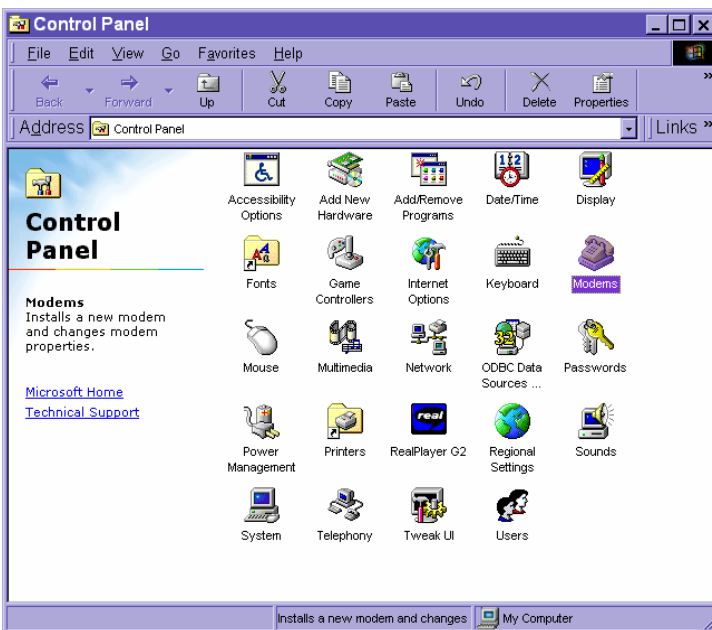 Control Panel
File Edit View Go Favorites Help
Back Forward Up Cut Copy Paste Undo Delete Properties »
Address Control Panel Links »
Control
Panel
Modems
Installs a new modem
and changes modem
properties.
Microsoft Home
Technical Support
Accessibility Options
Add New Hardware
Add/Remove Programs
Date/Time
Display
Fonts
Game Controllers
Internet Options
Keyboard
Modems
Mouse
Multimedia
Network
ODBC Data Sources ...
Passwords
Power Management
Printers
real
RealPlayer G2
Regional Settings
Sounds
System
Telephony
Tweak UI
Users
Installs a new modem and changes My Computer